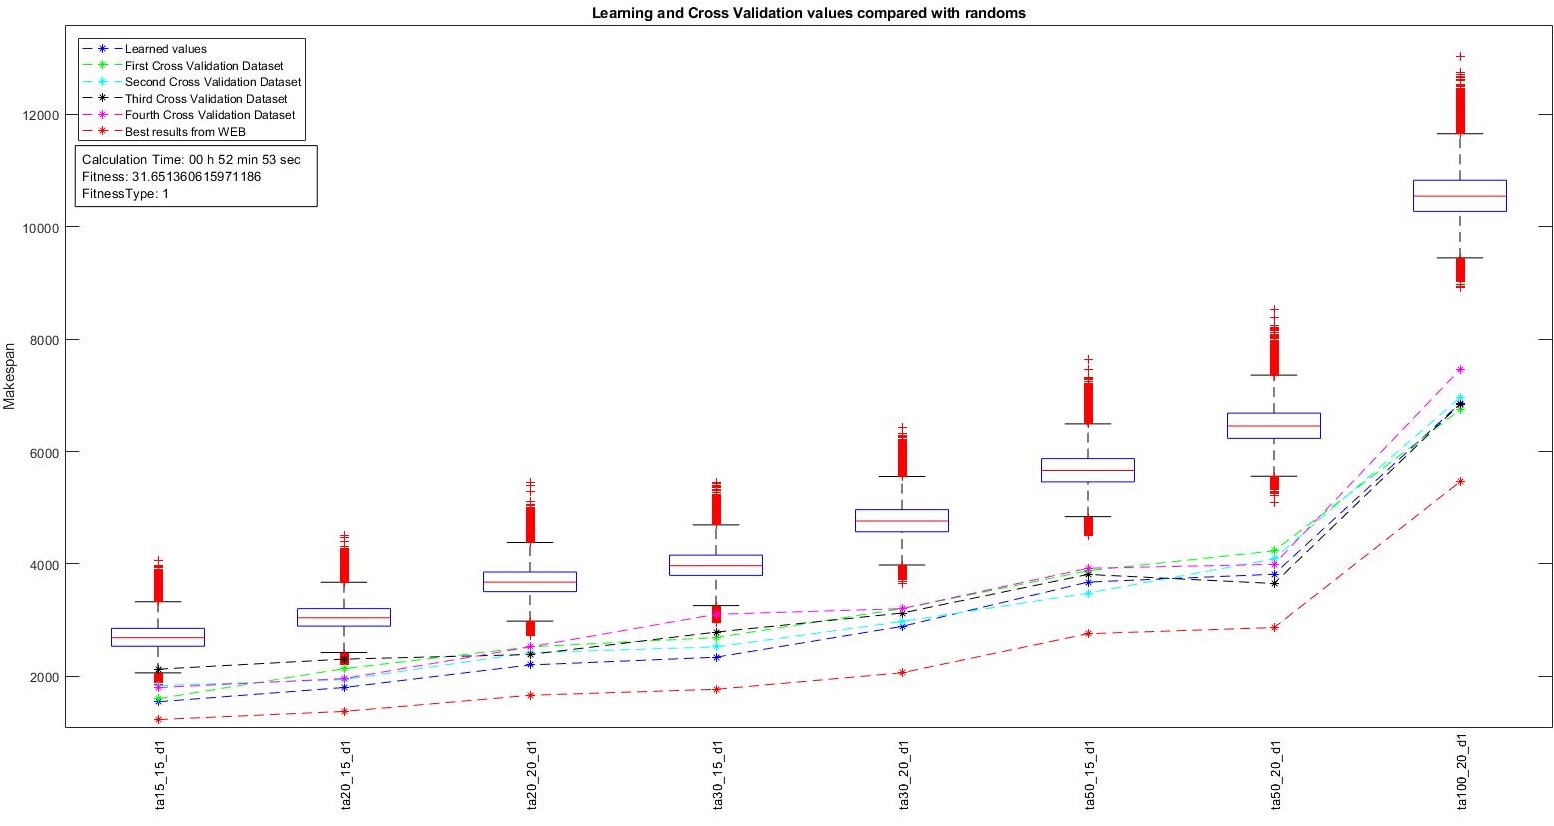 Learning and Cross Validation values compared with randoms
Learned values
First Cross Validation Dataset
Second Cross Validation Dataset
Third Cross Validation Dataset
Fourth Cross Validation Dataset
Best results from WEB
Calculation Time: 00 h 52 min 53 sec
Fitness: 31.651360615971186
FitnessType: 1
Makespan
12000
10000
8000
6000
4000
2000
ta15_15_d1
ta20_15_d1
ta20_20_d1
ta30_15_d1
ta30_20_d1
ta50_15_d1
ta50_20_d1
ta100_20_d1